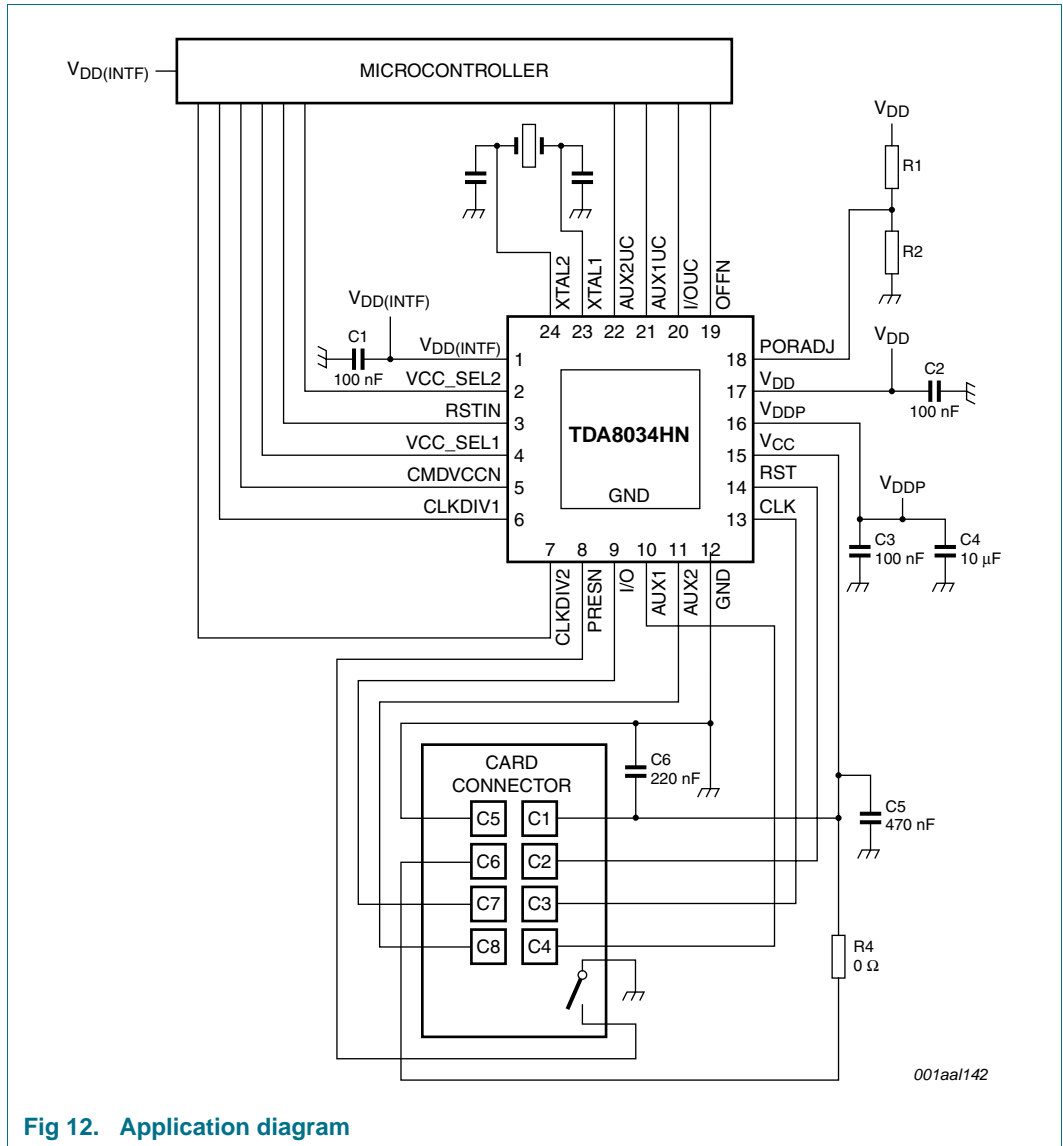 MICROCONTROLLER
VDD(INTF)
VDD
R1
R2
XTAL2
XTAL1
AUX2UC
AUX1UC
I/OUC
OFFN
VDD(INTF)
C1
100 nF
24 23 22 21 20 19
VDD(INTF) 1
VCC_SEL2 2
RSTIN 3
VCC_SEL1 4
CMDVCCN 5
CLKDIV1 6
TDA8034HN
GND
18 PORADJ
17 VDD
16 VDDP
15 VCC
14 RST
13 CLK
VDD
C2
100 nF
VDDP
C3
100 nF
C4
10 μF
7 8 9 10 11 12
CLKDIV2
PRESN
I/O
AUX1
AUX2
GND
CARD
CONNECTOR
C6
220 nF
C5 C1
C6 C2
C7 C3
C8 C4
C5
470 nF
R4
0 Ω
001aal142
Fig 12. Application diagram